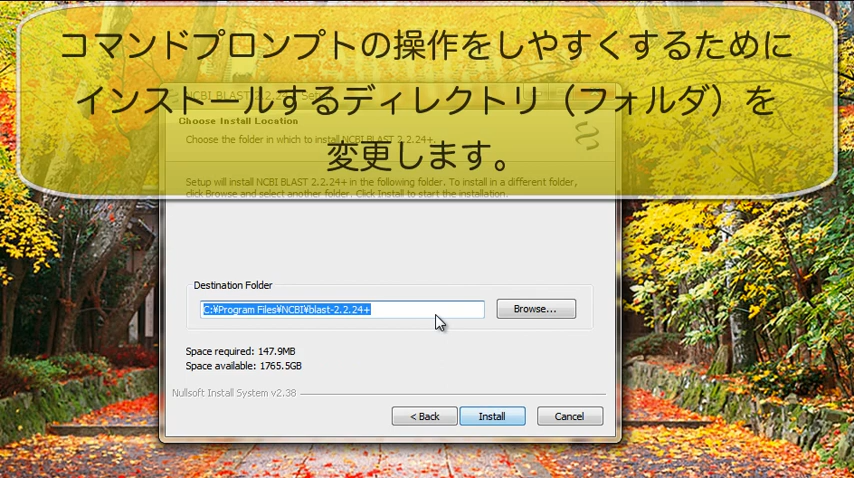 コマンドプロンプトの操作をしやすくするために
インストールするディレクトリ（フォルダ）を
変更します。
NCBI BLAST 2.2.24+ Setup
Choose Install Location
Choose the folder in which to install NCBI BLAST 2.2.24+.
Setup will install NCBI BLAST 2.2.24+ in the following folder. To install in a different folder,
click Browse and select another folder. Click Install to start the installation.
Destination Folder
C:¥Program Files¥NCBI¥blast-2.2.24+
Browse...
Space required: 147.9MB
Space available: 1765.5GB
Nullsoft Install System v2.38
< Back
Install
Cancel